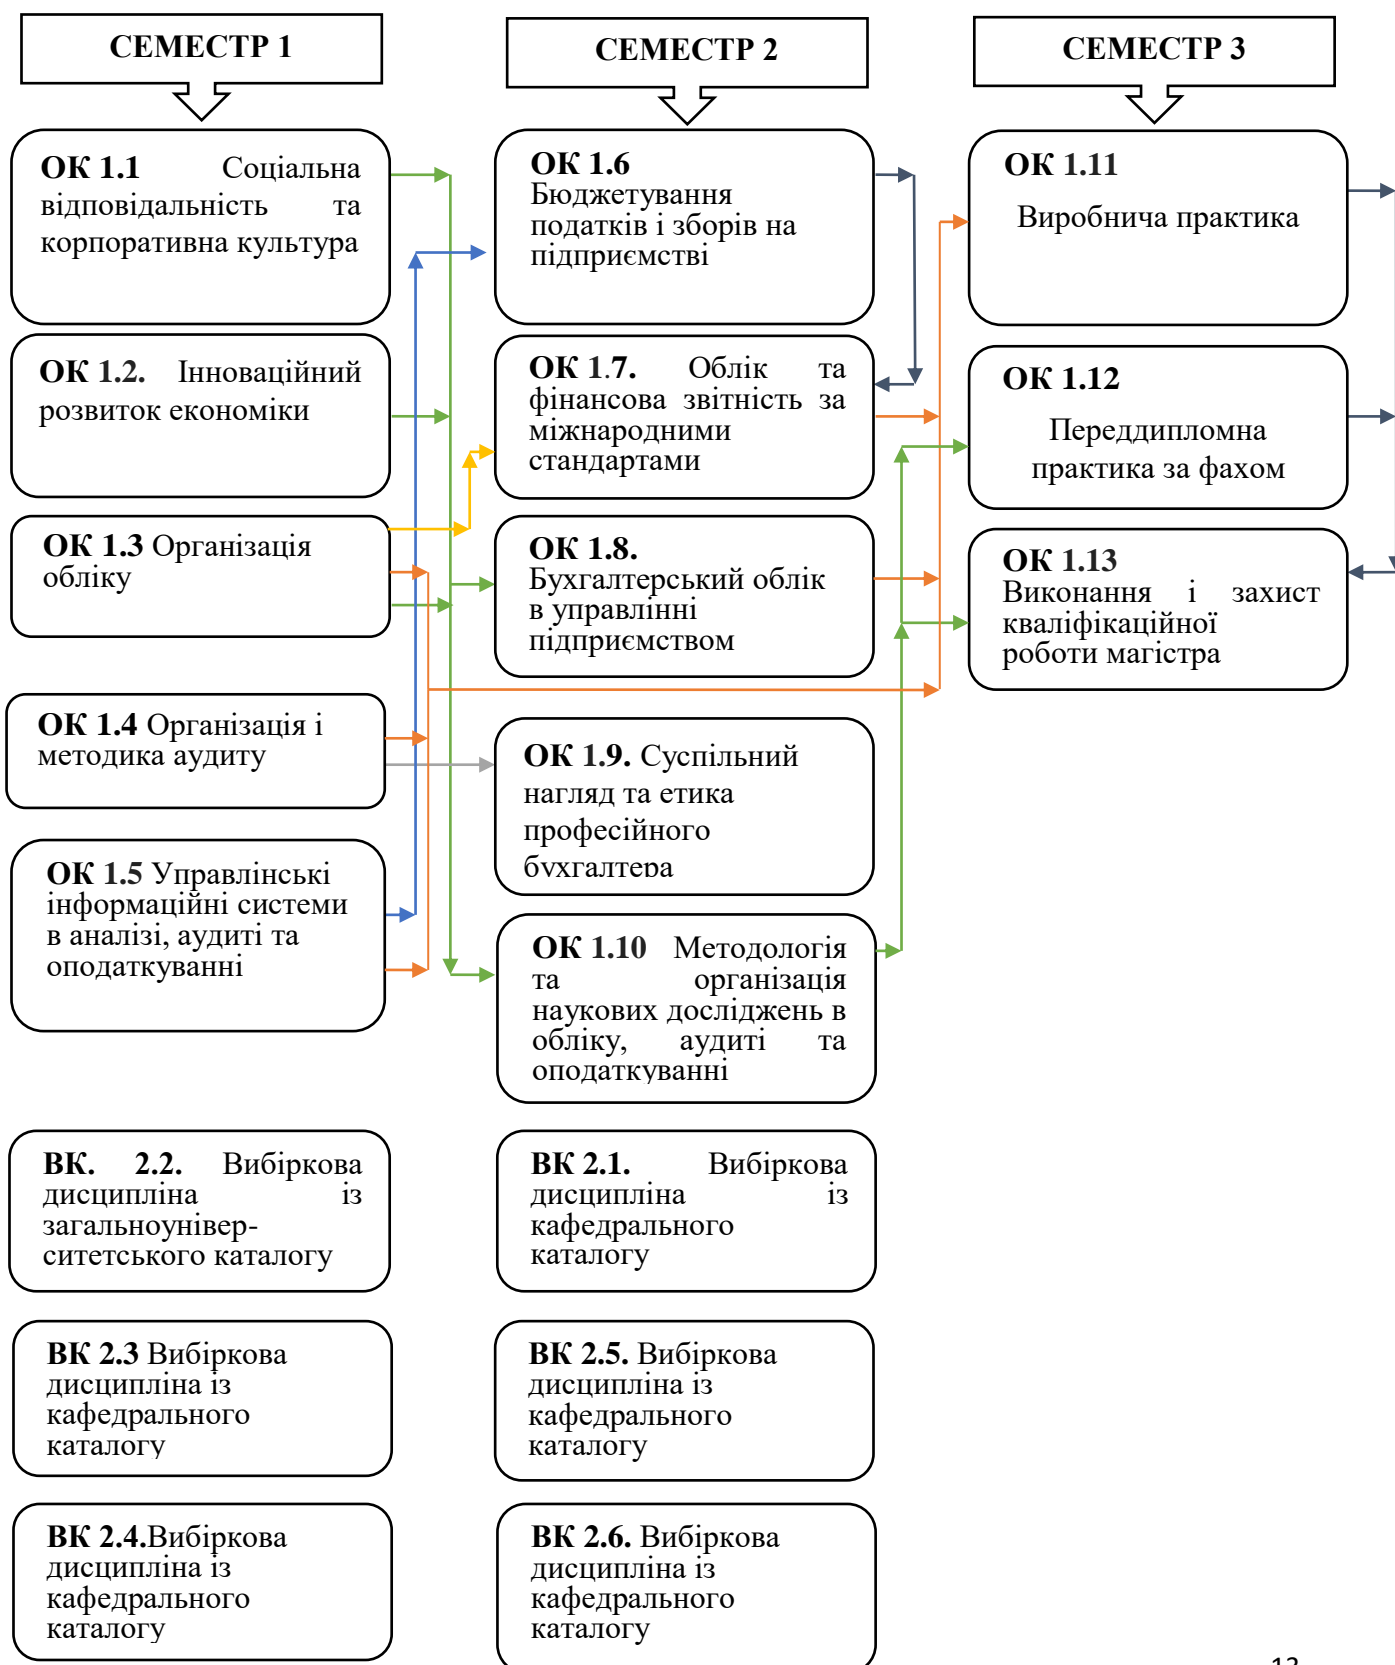 СЕМЕСТР 1
СЕМЕСТР 2
СЕМЕСТР 3
ОК 1.1 Соціальна
відповідальність та
корпоративна культура
ОК 1.2. Інноваційний
розвиток економіки
ОК 1.3 Організація
обліку
ОК 1.4 Організація і
методика аудиту
ОК 1.5 Управлінські
інформаційні системи
в аналізі, аудиті та
оподаткуванні
ВК. 2.2. Вибіркова
дисципліна із
загальноунівер-
ситетського каталогу
ВК 2.3 Вибіркова
дисципліна із
кафедрального
каталогу
ВК 2.4.Вибіркова
дисципліна із
кафедрального
каталогу
ОК 1.6
Бюджетування
податків і зборів на
підприємстві
ОК 1.7. Облік та
фінансова звітність за
міжнародними
стандартами
ОК 1.8.
Бухгалтерський облік
в управлінні
підприємством
ОК 1.9. Суспільний
нагляд та етика
професійного
бухгалтера
ОК 1.10 Методологія
та організація
наукових досліджень в
обліку, аудиті та
оподаткуванні
ВК 2.1. Вибіркова
дисципліна із
кафедрального
каталогу
ВК 2.5. Вибіркова
дисципліна із
кафедрального
каталогу
ВК 2.6. Вибіркова
дисципліна із
кафедрального
каталогу
ОК 1.11
Виробнича практика
ОК 1.12
Переддипломна
практика за фахом
ОК 1.13
Виконання і захист
кваліфікаційної
роботи магістра